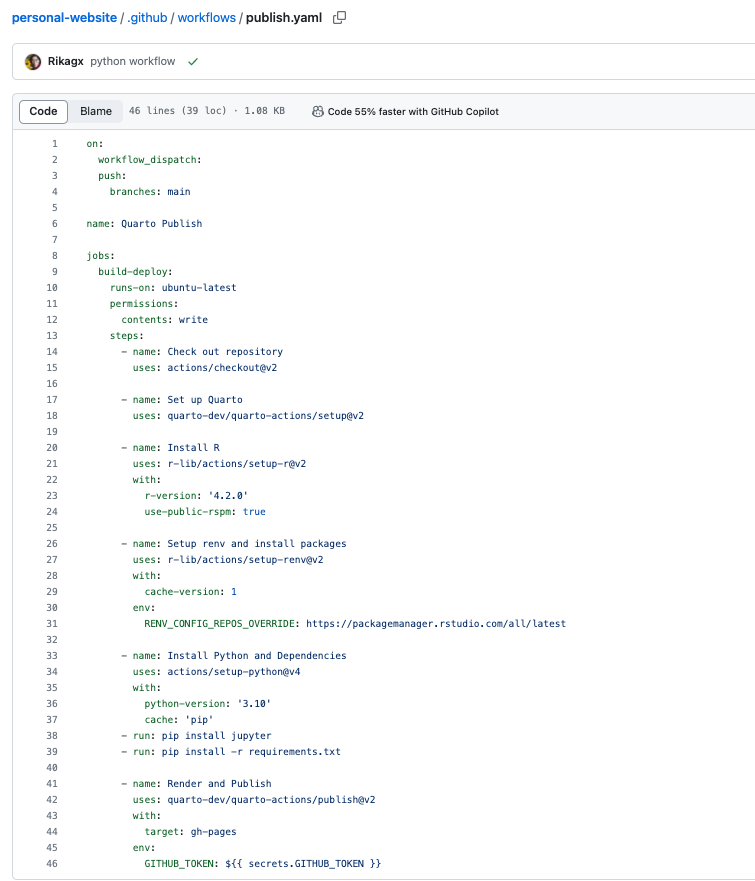 personal-website / .github / workflows / publish.yaml
Rikagx python workflow
Code Blame 46 lines (39 loc) · 1.08 KB Code 55% faster with GitHub Copilot
1 on:
2   workflow_dispatch:
3   push:
4     branches: main
5
6 name: Quarto Publish
7
8 jobs:
9   build-deploy:
10     runs-on: ubuntu-latest
11     permissions:
12       contents: write
13     steps:
14       - name: Check out repository
15         uses: actions/checkout@v2
16
17       - name: Set up Quarto
18         uses: quarto-dev/quarto-actions/setup@v2
19
20       - name: Install R
21         uses: r-lib/actions/setup-r@v2
22         with:
23           r-version: '4.2.0'
24           use-public-rspm: true
25
26       - name: Setup renv and install packages
27         uses: r-lib/actions/setup-renv@v2
28         with:
29           cache-version: 1
30         env:
31           RENV_CONFIG_REPOS_OVERRIDE: https://packagemanager.rstudio.com/all/latest
32
33       - name: Install Python and Dependencies
34         uses: actions/setup-python@v4
35         with:
36           python-version: '3.10'
37           cache: 'pip'
38       - run: pip install jupyter
39       - run: pip install -r requirements.txt
40
41       - name: Render and Publish
42         uses: quarto-dev/quarto-actions/publish@v2
43         with:
44           target: gh-pages
45         env:
46           GITHUB_TOKEN: ${{ secrets.GITHUB_TOKEN }}